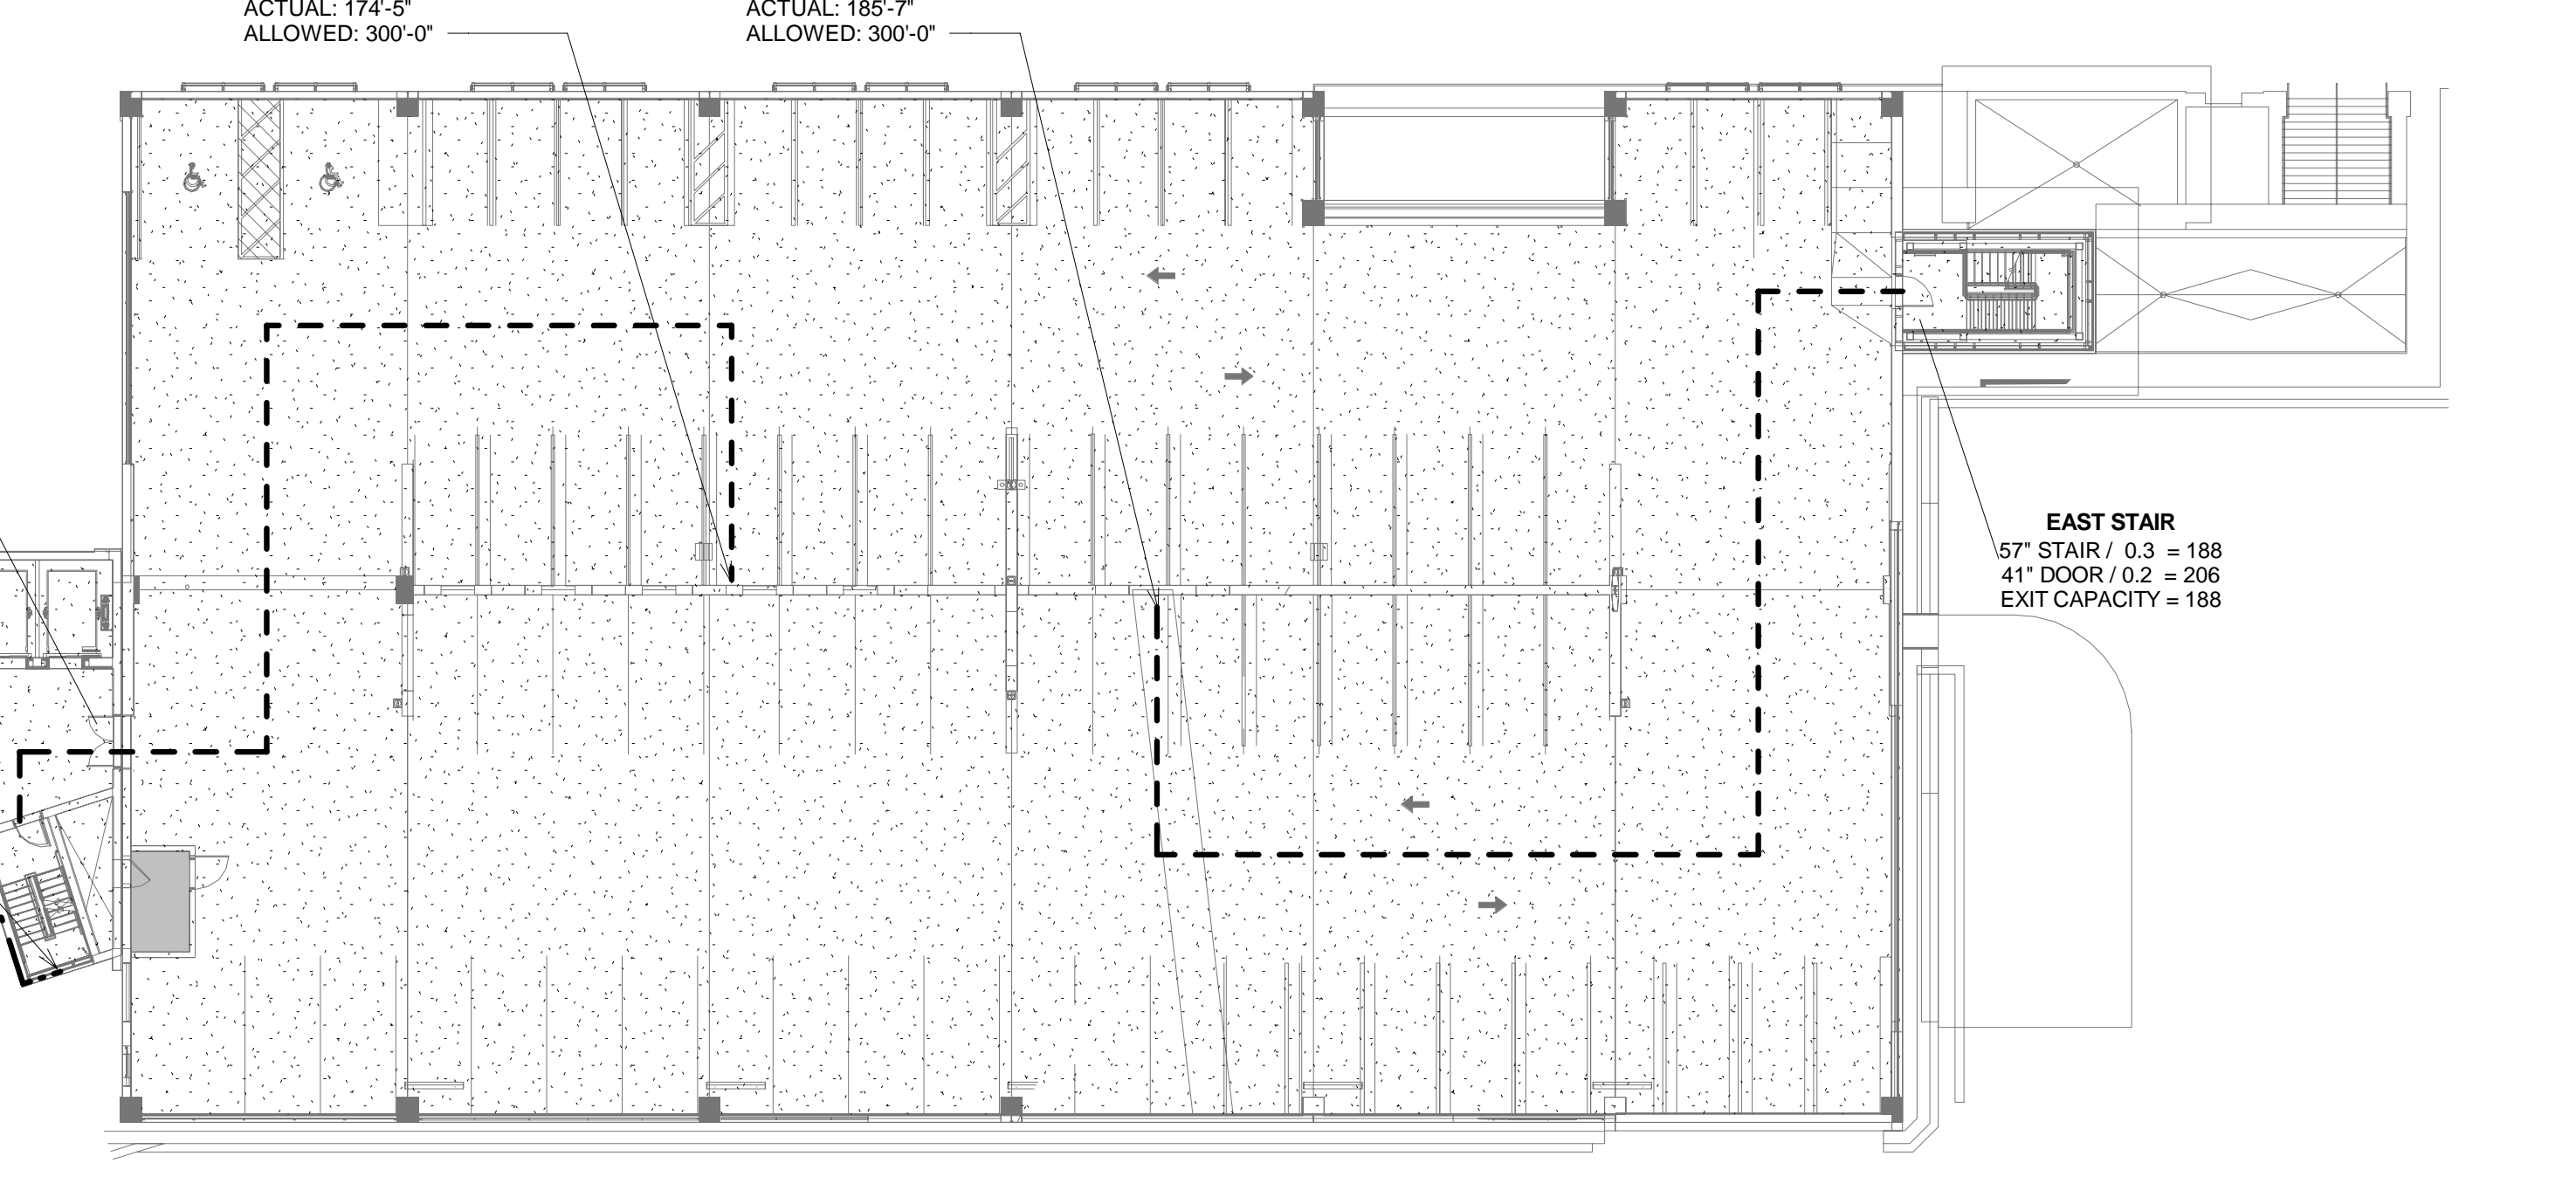 ACTUAL: 174'-5"
ALLOWED: 300'-0"
ACTUAL: 185'-7"
ALLOWED: 300'-0"
EAST STAIR
57" STAIR / 0.3 = 188
41" DOOR / 0.2 = 206
EXIT CAPACITY = 188